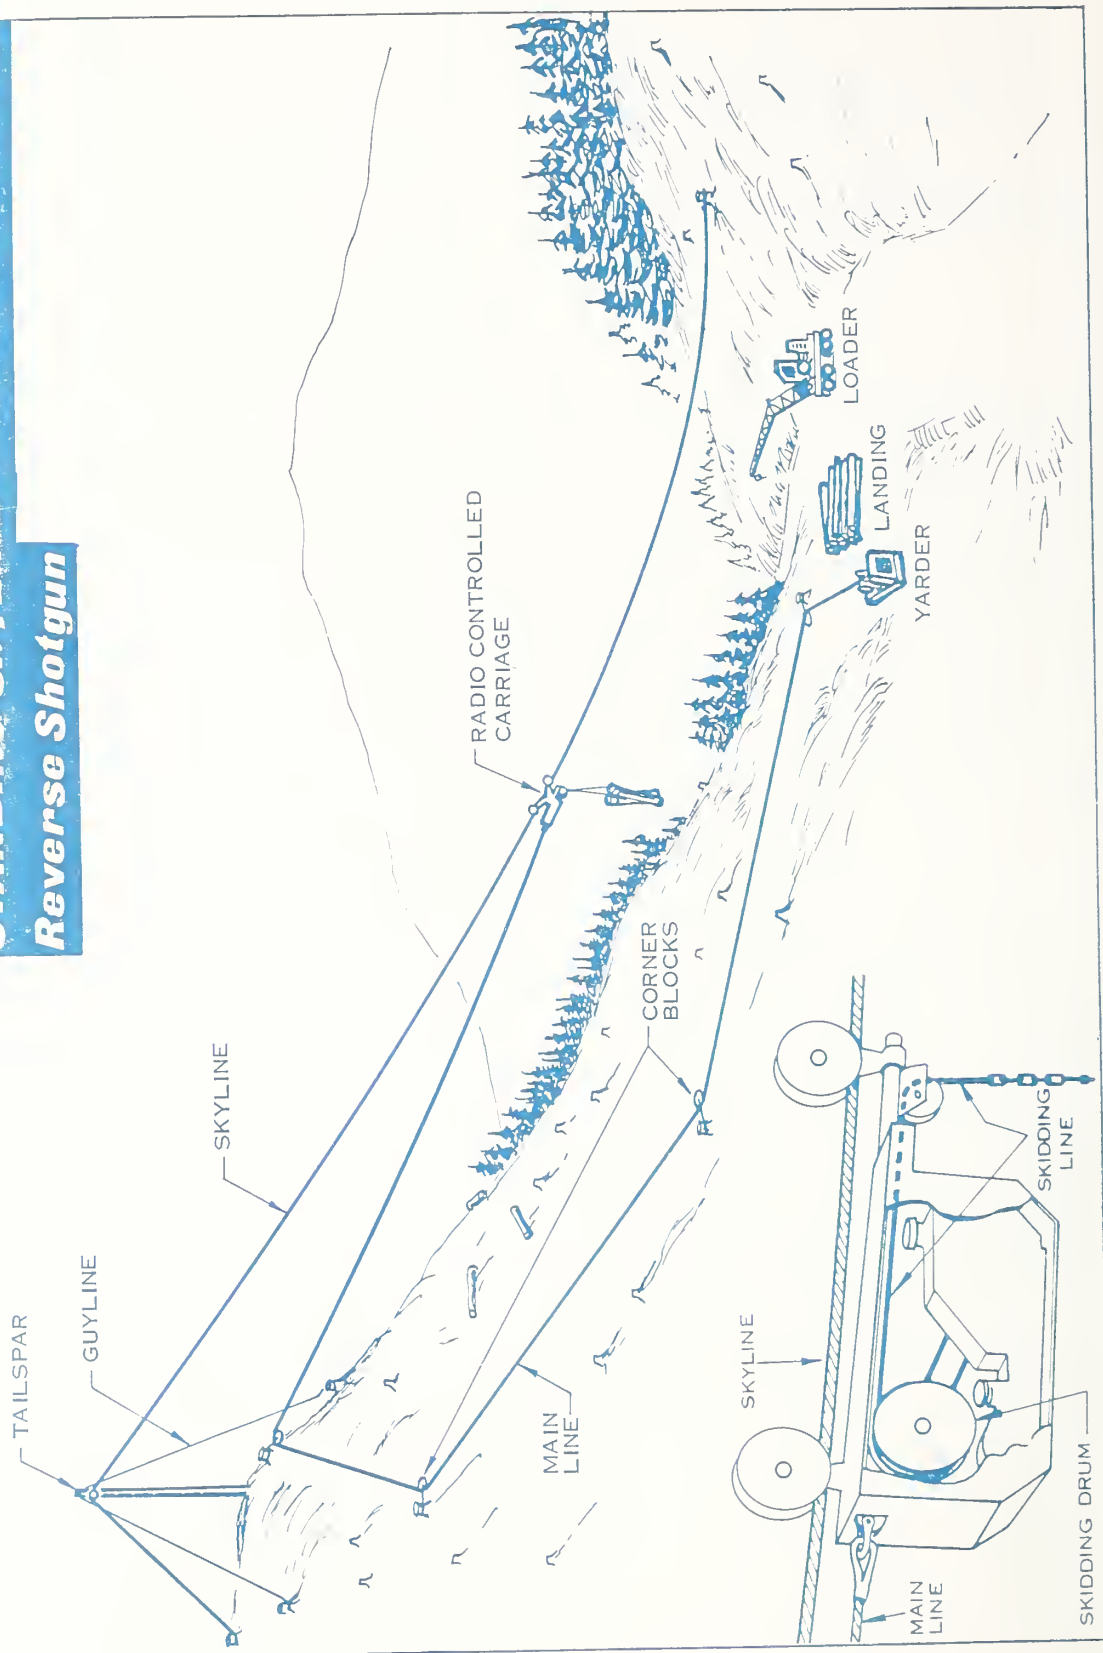 Reverse Shotgun
TAILSPAR
GUYLINE
SKYLINE
RADIO CONTROLLED
CARRIAGE
CORNER
BLOCKS
MAIN
LINE
LOADER
LANDING
YARDER
SKYLINE
SKIDDING
LINE
MAIN
LINE
SKIDDING DRUM